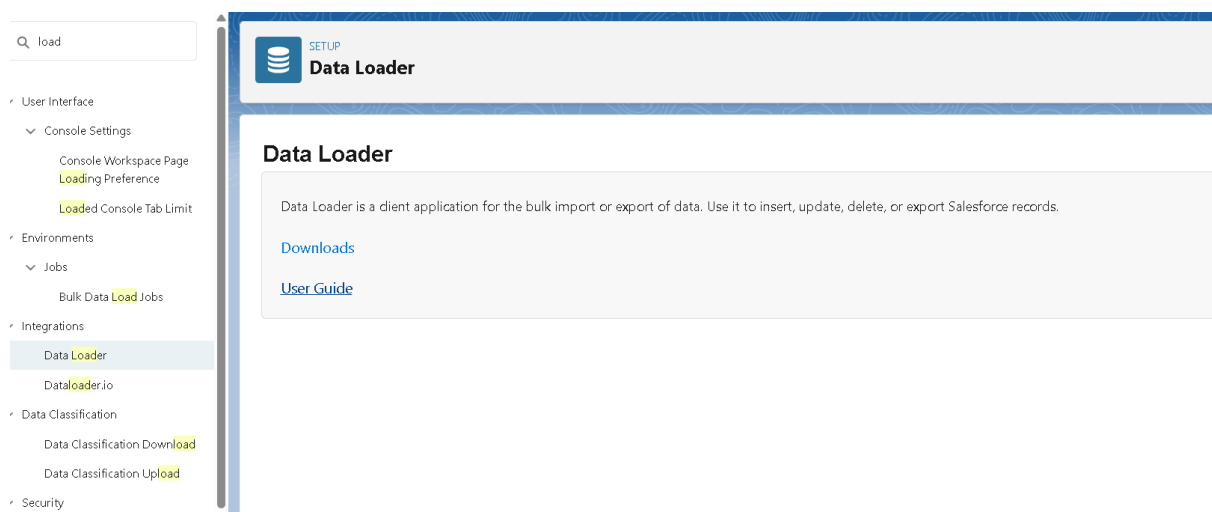 load
User Interface
Console Settings
Console Workspace Page
Loading Preference
Loaded Console Tab Limit
Environments
Jobs
Bulk Data Load Jobs
Integrations
Data Loader
Dataloader.io
Data Classification
Data Classification Download
Data Classification Upload
Security
SETUP
Data Loader
Data Loader
Data Loader is a client application for the bulk import or export of data. Use it to insert, update, delete, or export Salesforce records.
Downloads
User Guide